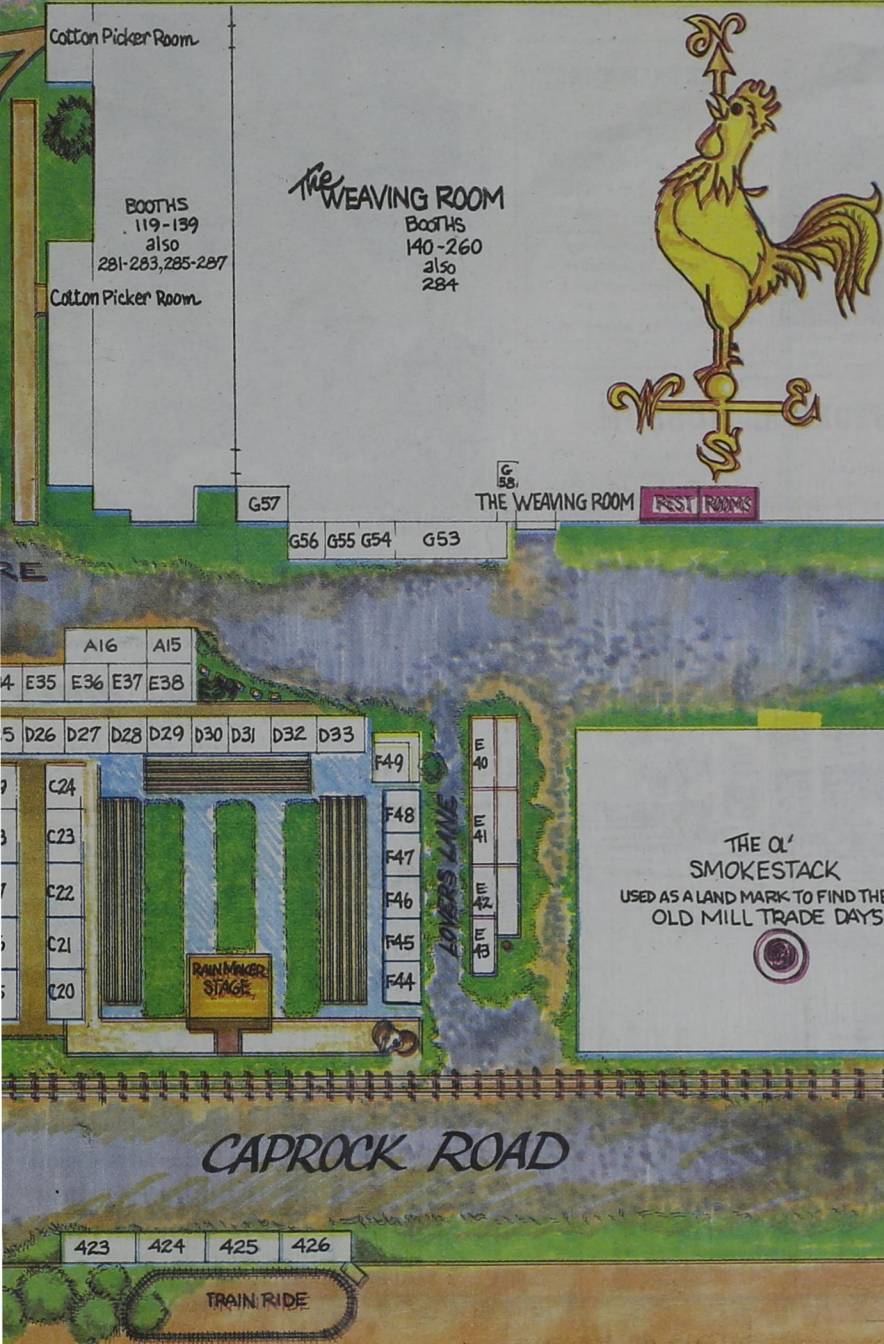 Cotton Picker Room
N
The
WEAVING ROOM
BOOTHS
140-260
also
284
BOOTHS
119-139
also
281-283, 285-287
Cotton Picker Room
W
E
S
G
58
G57
THE WEAVING ROOM
REST ROOMS
G56 G55 G54 G53
RE
A16 A15
E35 E36 E37 E38
D26 D27 D28 D29 D30 D31 D32 D33
F49
C24
C23
C22
C21
C20
F48
F47
F46
F45
F44
LOVERS LANE
E
40
E
41
E
42
E
43
RAIN MAKER
STAGE
THE OL'
SMOKESTACK
USED AS A LAND MARK TO FIND THE
OLD MILL TRADE DAYS
CAPROCK ROAD
423 424 425 426
TRAIN RIDE